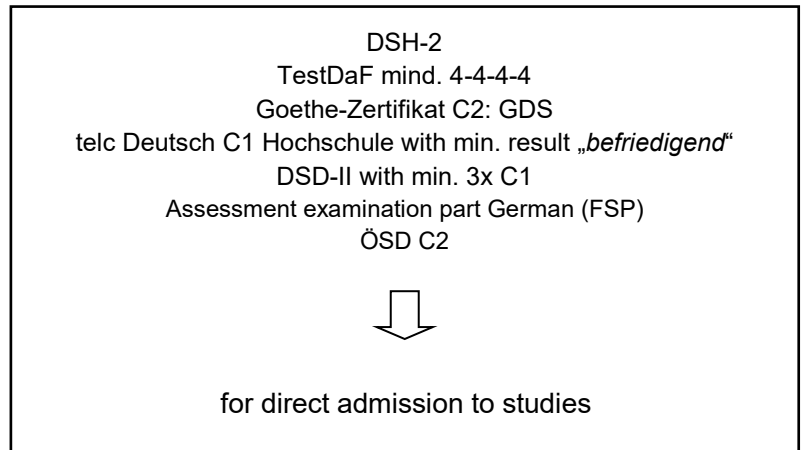 DSH-2
TestDaF mind. 4-4-4-4
Goethe-Zertifikat C2: GDS
telc Deutsch C1 Hochschule with min. result „befriedigend“
DSD-II with min. 3x C1
Assessment examination part German (FSP)
ÖSD C2
for direct admission to studies